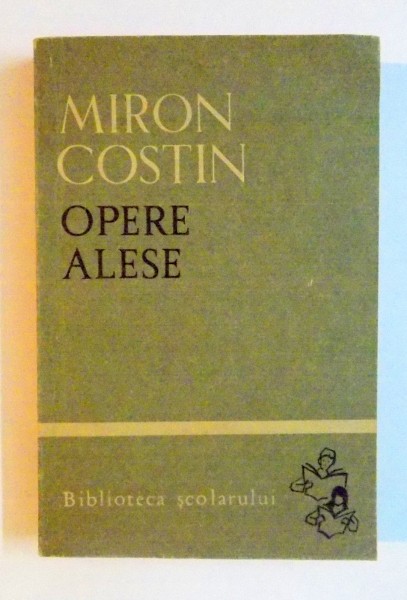 MIRON
COSTIN
OPERE
ALESE
Biblioteca școlarului